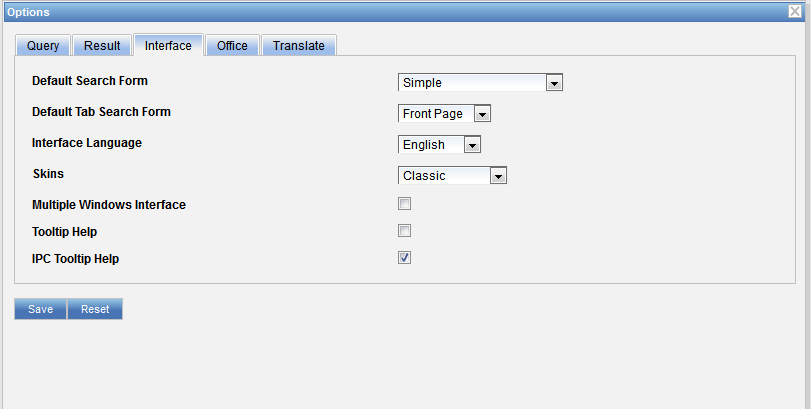 Options
Query Result Interface Office Translate
Default Search Form Simple
Default Tab Search Form Front Page
Interface Language English
Skins Classic
Multiple Windows Interface
Tooltip Help
IPC Tooltip Help
Save Reset